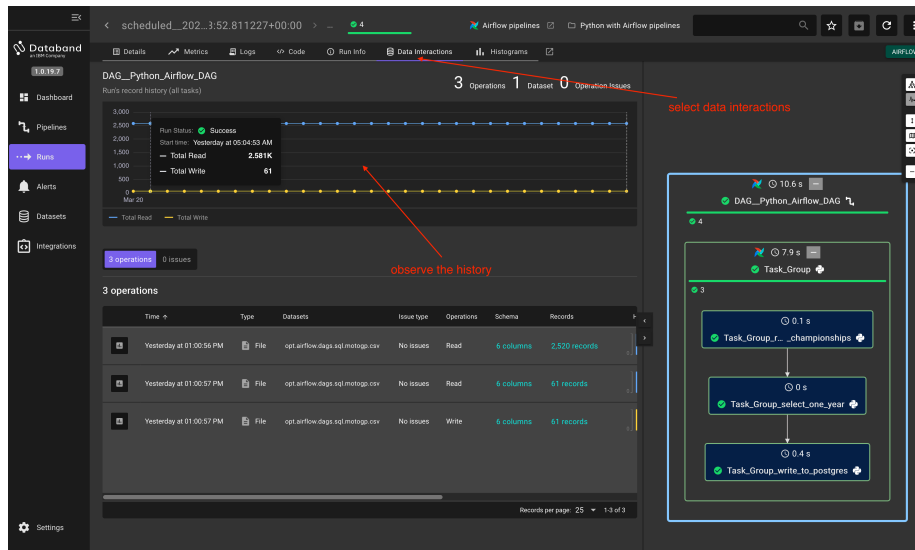 scheduled__202...3:52.811227+00:00
4
Airflow pipelines
Python with Airflow pipelines
Databand
an IBM Company
1.0.19.7
Dashboard
Pipelines
Runs
Alerts
Datasets
Integrations
Settings
Details
Metrics
Logs
Code
Run Info
Data Interactions
Histograms
AIRFLOW
DAG__Python_Airflow_DAG
Run's record history (all tasks)
3 Operations 1 Dataset 0 Operation Issues
select data interactions
3,000
2,500
2,000
1,500
1,000
500
0
Mar 20
Run Status: Success
Start time: Yesterday at 05:04:53 AM
Total Read 2.581K
Total Write 61
Total Read
Total Write
observe the history
3 operations
0 issues
3 operations
Time Type Datasets Issue type Operations Schema Records
Yesterday at 01:00:56 PM File opt.airflow.dags.sql.motogp.csv No issues Read 6 columns 2,520 records
Yesterday at 01:00:57 PM File opt.airflow.dags.sql.motogp.csv No issues Read 6 columns 61 records
Yesterday at 01:00:57 PM File opt.airflow.dags.sql.motogp.csv No issues Write 6 columns 61 records
Records per page: 25 1-3 of 3
10.6 s
DAG__Python_Airflow_DAG
4
7.9 s
Task_Group
3
0.1 s
Task_Group_r... _championships
0 s
Task_Group_select_one_year
0.4 s
Task_Group_write_to_postgres